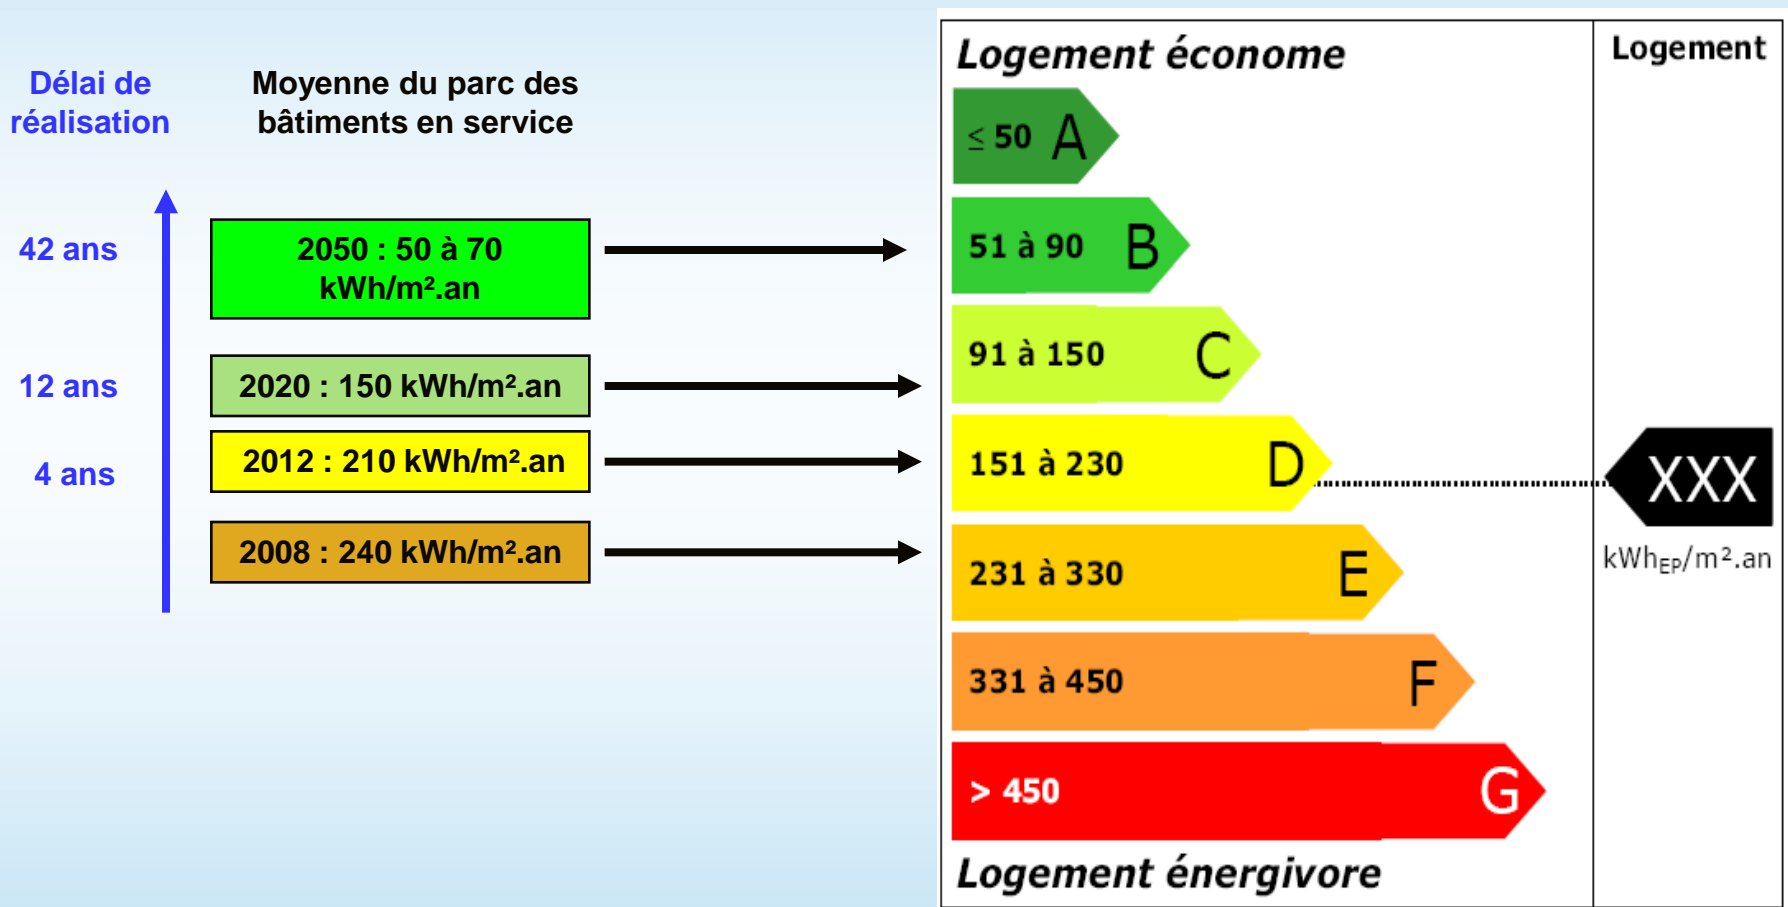 Délai de
réalisation
Moyenne du parc des
bâtiments en service
42 ans
2050 : 50 à 70
kWh/m².an
12 ans
2020 : 150 kWh/m².an
4 ans
2012 : 210 kWh/m².an
2008 : 240 kWh/m².an
Logement économe
Logement
≤ 50 A
51 à 90 B
91 à 150 C
151 à 230 D
XXX
kWhEP/m².an
231 à 330 E
331 à 450 F
> 450 G
Logement énergivore